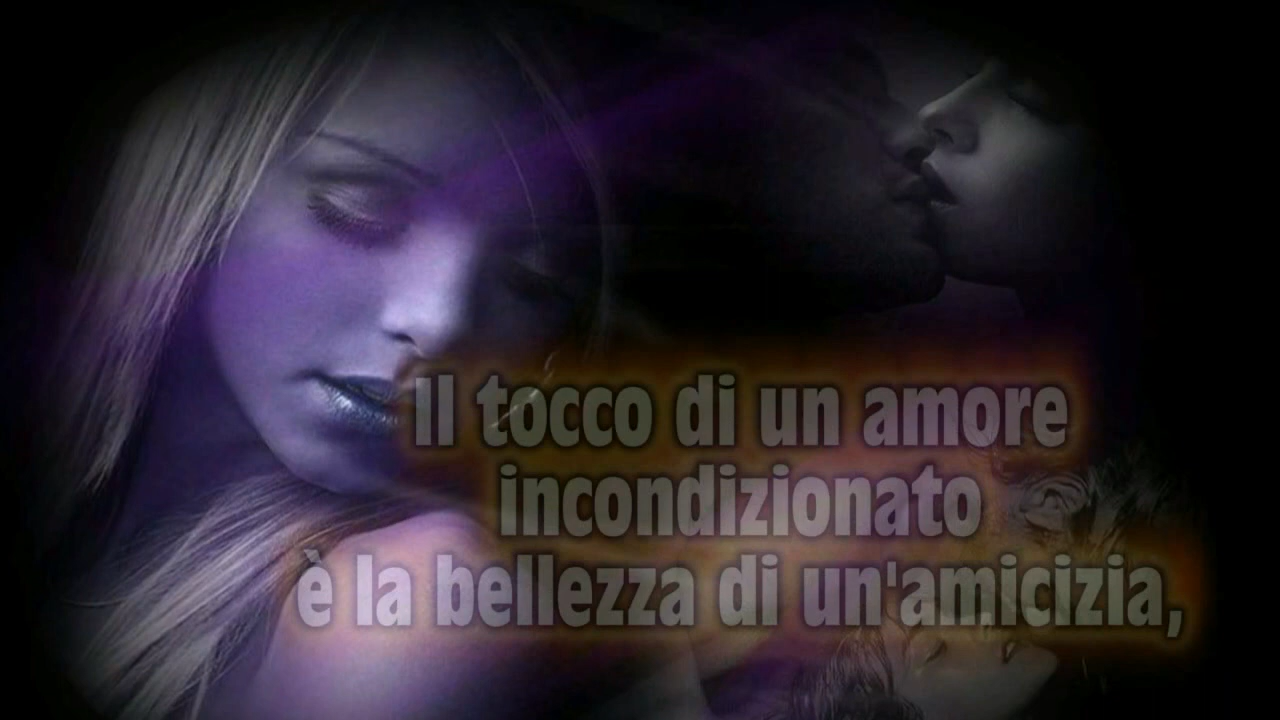 Il tocco di un amore
incondizionato
è la bellezza di un'amicizia,